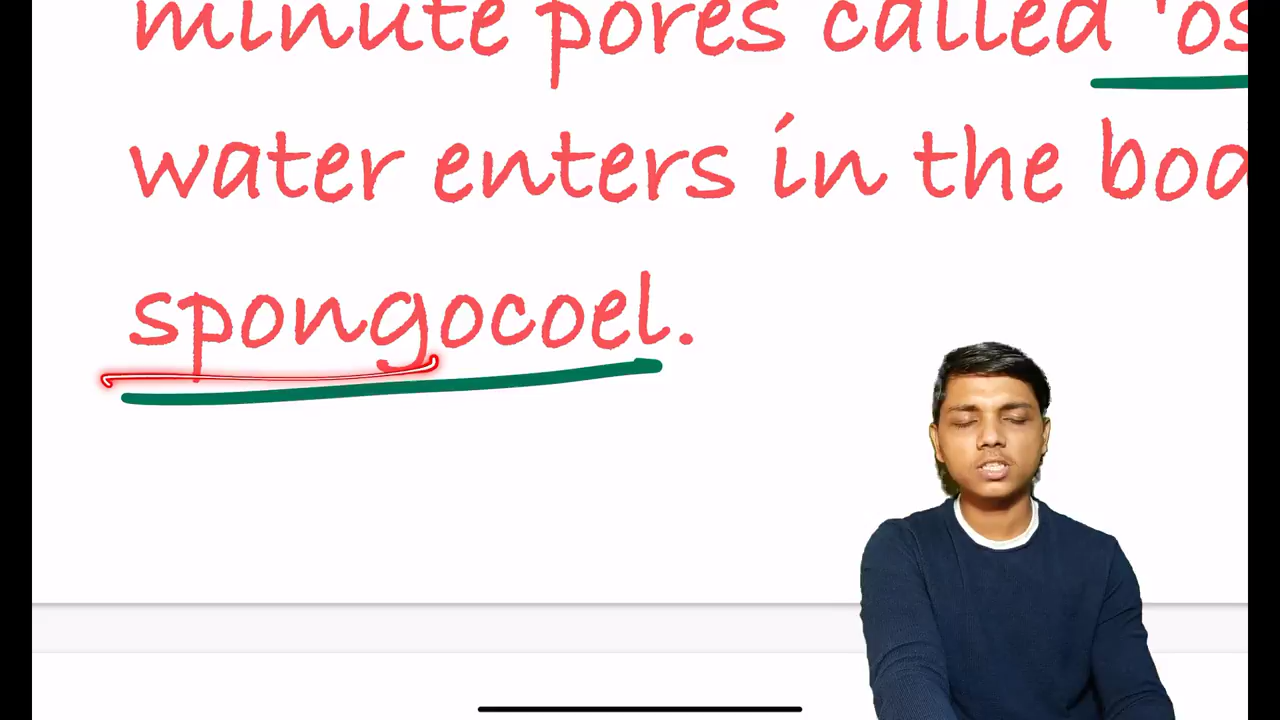 minute pores called 'os
water enters in the bod
spongocoel.